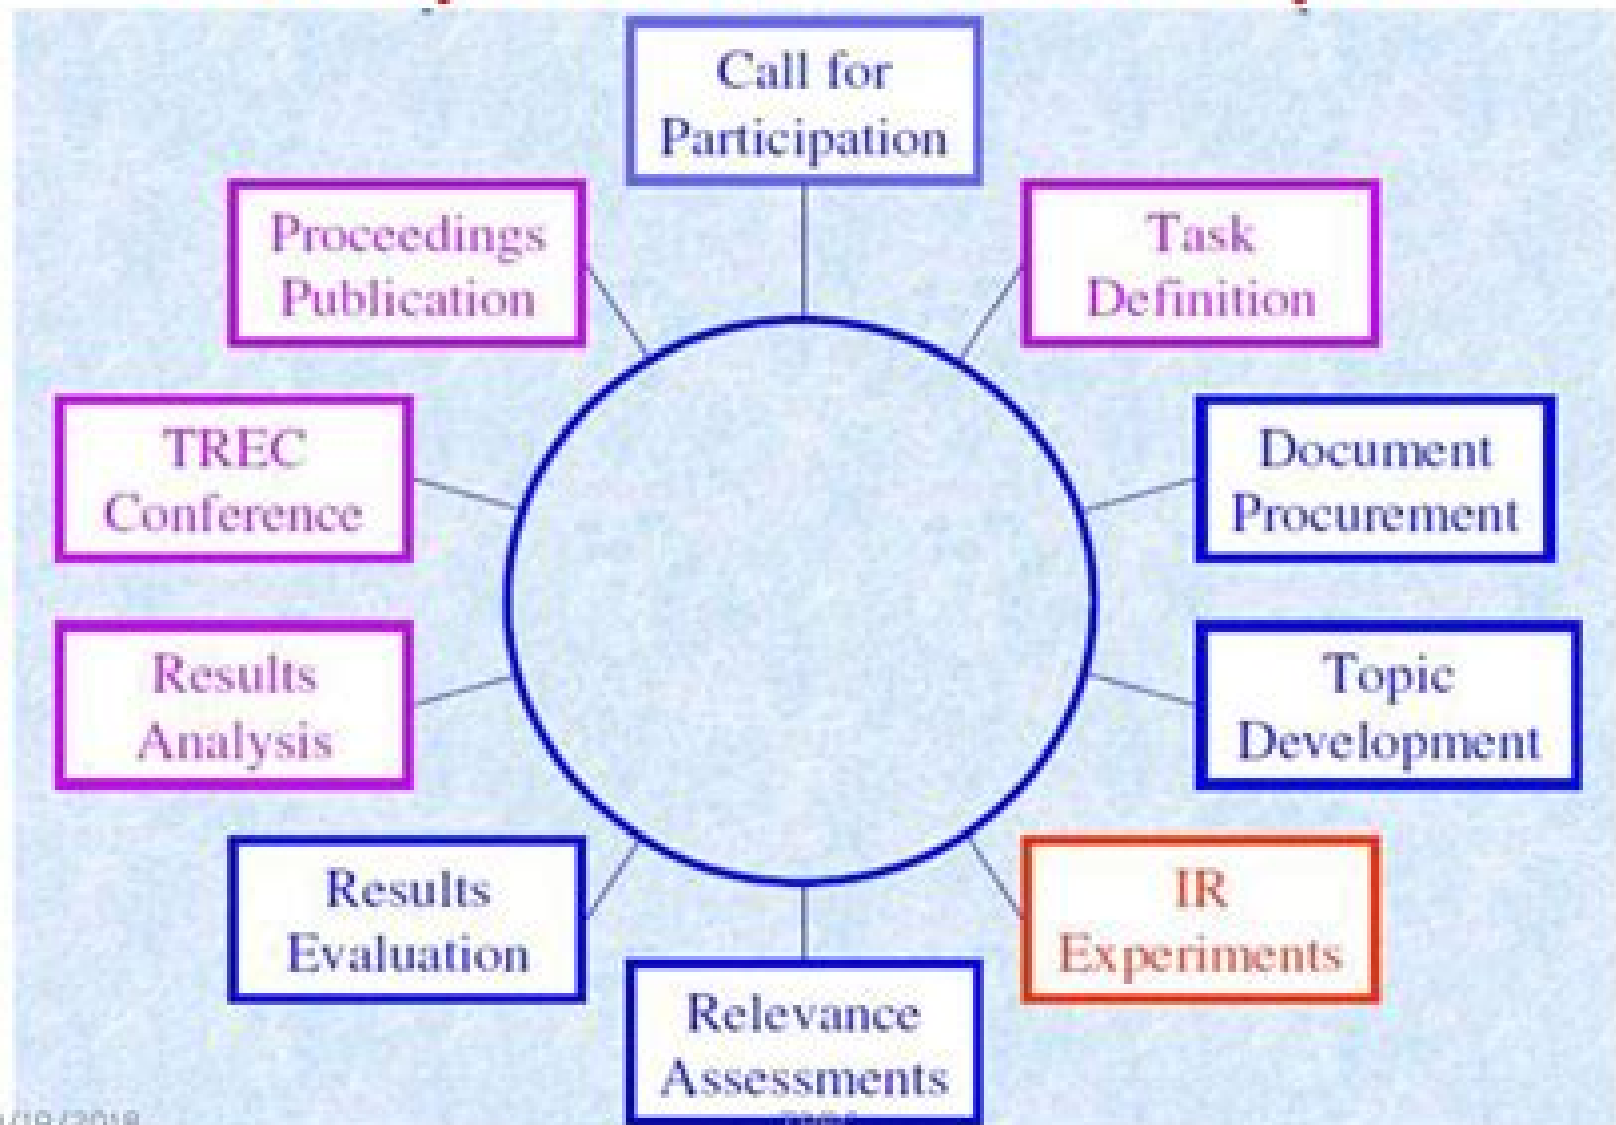 Call for
Participation
Task
Definition
Document
Procurement
Topic
Development
IR
Experiments
Relevance
Assessments
Results
Evaluation
Results
Analysis
TREC
Conference
Proceedings
Publication